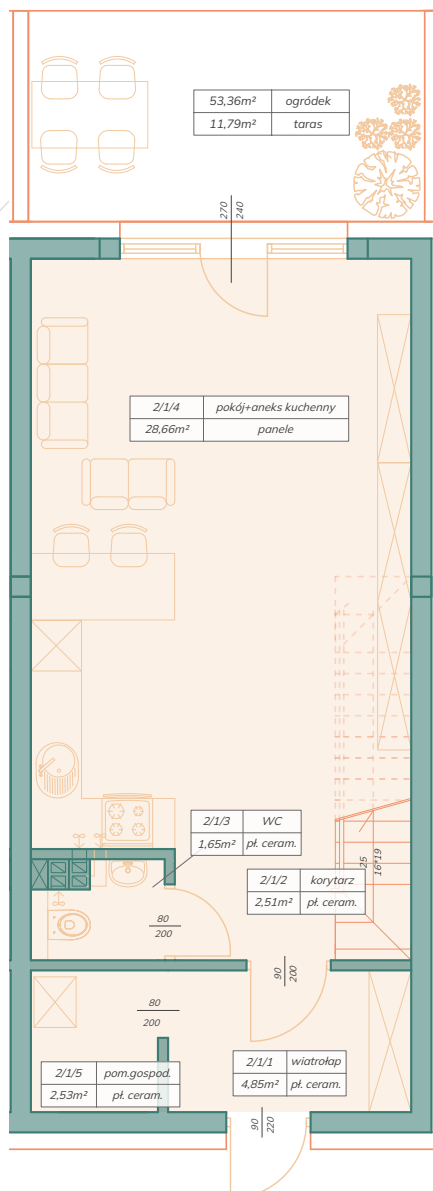 53,36m² ogródek
11,79m² taras
270
240
2/1/4 pokój+aneks kuchenny
28,66m² panele
2/1/3 WC
1,65m² pł. ceram.
25
16*19
2/1/2 korytarz
2,51m² pł. ceram.
80
200
90
200
80
200
2/1/1 wiatrołap
4,85m² pł. ceram.
2/1/5 pom.gospod.
2,53m² pł. ceram.
90
220